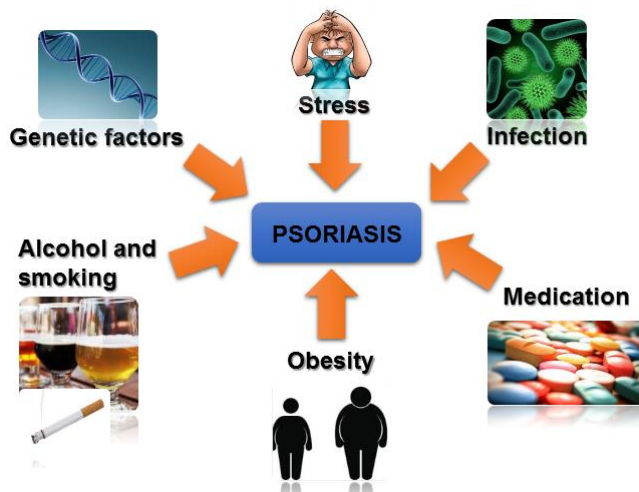 Stress
Genetic factors
Infection
PSORIASIS
Alcohol and
smoking
Medication
Obesity